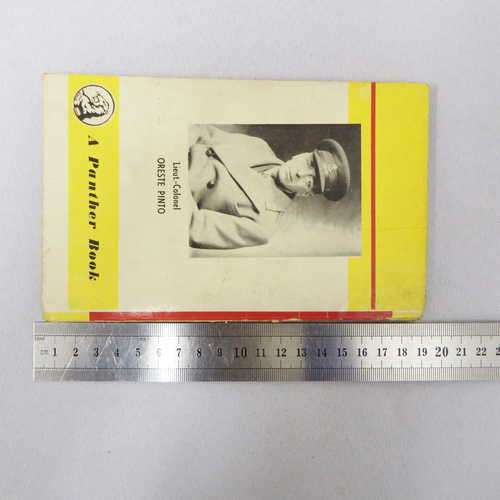 A Panther Book
Lieut-Colonel
ORESTE PINTO
cm 1 2 3 4 5 6 7 8 9 10 11 12 13 14 15 16 17 18 19 20 21 22